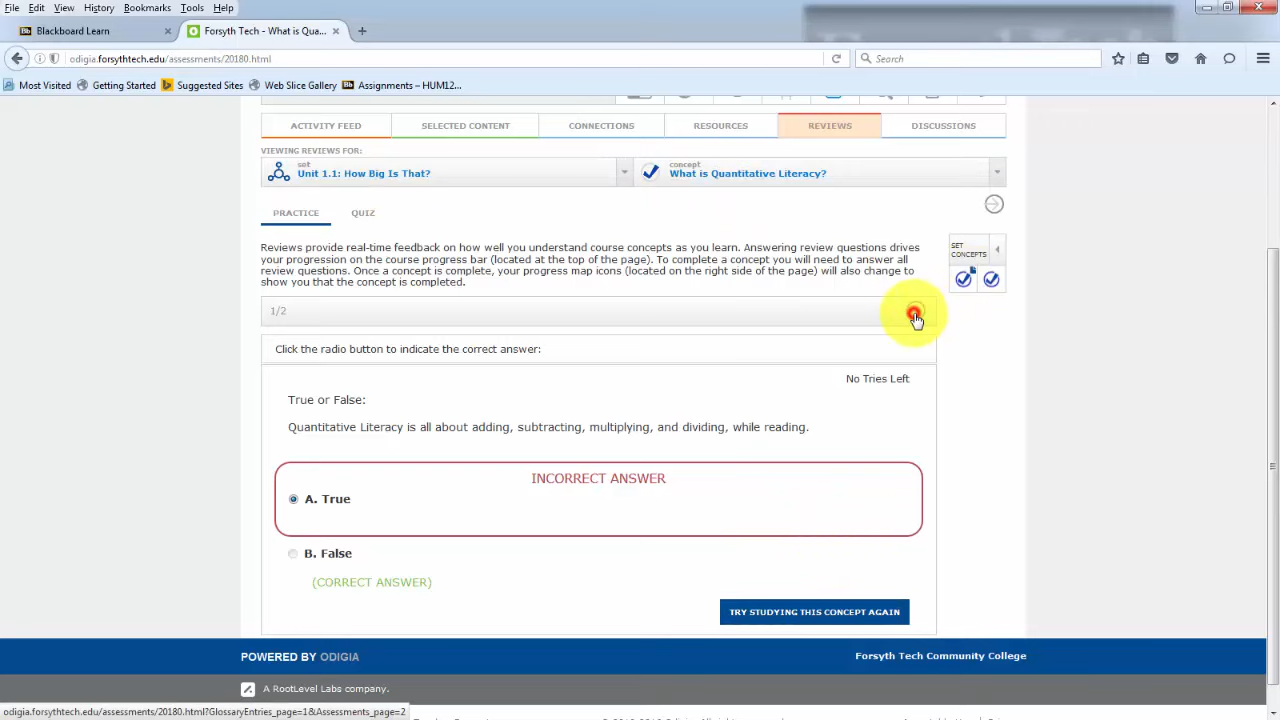 File Edit View History Bookmarks Tools Help
Bb Blackboard Learn × Forsyth Tech - What is Qua... × +
odigia.forsythtech.edu/assessments/20180.html Search
Most Visited Getting Started Suggested Sites Web Slice Gallery Bb Assignments – HUM12...
ACTIVITY FEED SELECTED CONTENT CONNECTIONS RESOURCES REVIEWS DISCUSSIONS
VIEWING REVIEWS FOR:
set concept
Unit 1.1: How Big Is That? What is Quantitative Literacy?
PRACTICE QUIZ
Reviews provide real-time feedback on how well you understand course concepts as you learn. Answering review questions drives
your progression on the course progress bar (located at the top of the page). To complete a concept you will need to answer all
review questions. Once a concept is complete, your progress map icons (located on the right side of the page) will also change to
show you that the concept is completed.
SET
CONCEPTS
1/2
Click the radio button to indicate the correct answer:
No Tries Left
True or False:
Quantitative Literacy is all about adding, subtracting, multiplying, and dividing, while reading.
INCORRECT ANSWER
A. True
B. False
(CORRECT ANSWER)
TRY STUDYING THIS CONCEPT AGAIN
POWERED BY ODIGIA Forsyth Tech Community College
A RootLevel Labs company.
odigia.forsythtech.edu/assessments/20180.html?GlossaryEntries_page=1&Assessments_page=2